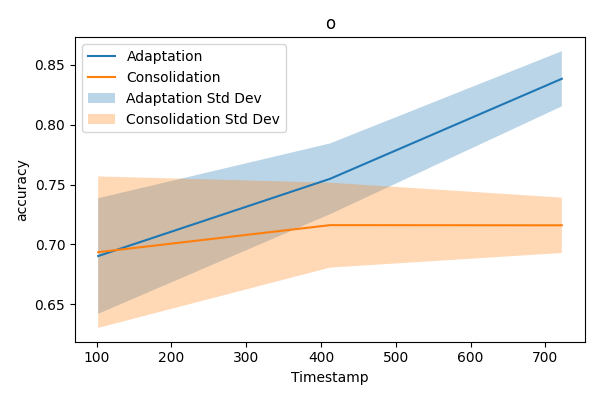 o
Adaptation
Consolidation
Adaptation Std Dev
Consolidation Std Dev
accuracy
0.85
0.80
0.75
0.70
0.65
100 200 300 400 500 600 700
Timestamp